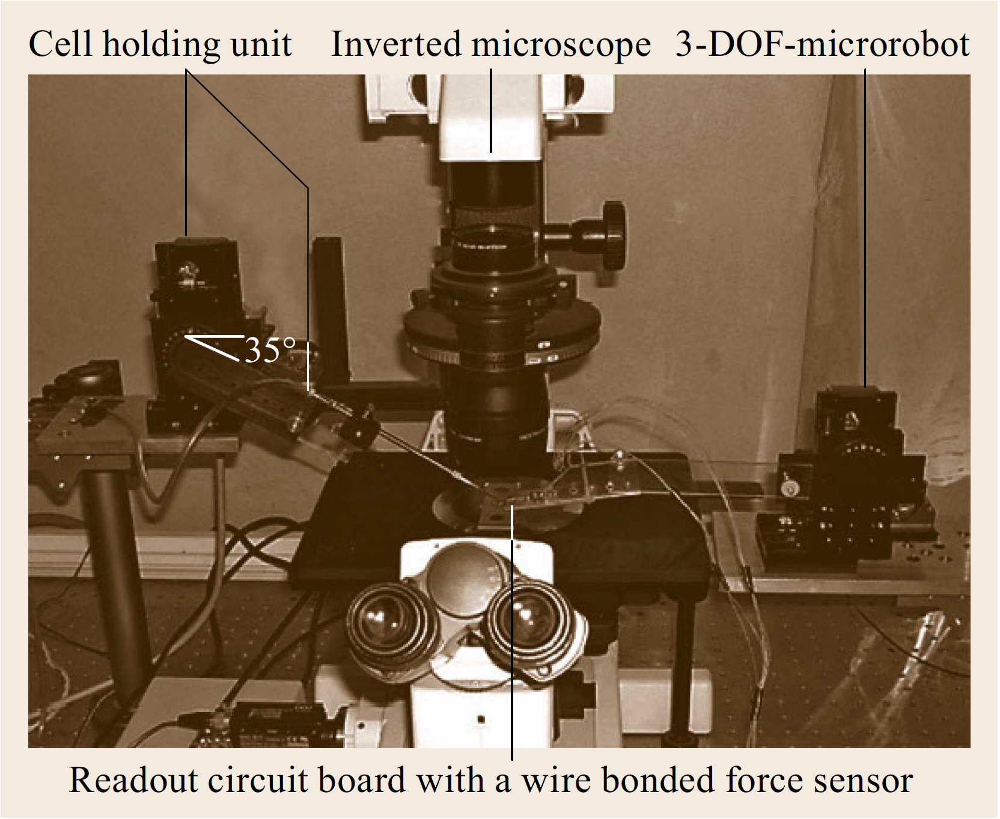 Cell holding unit Inverted microscope 3-DOF-microrobot
35°
Readout circuit board with a wire bonded force sensor